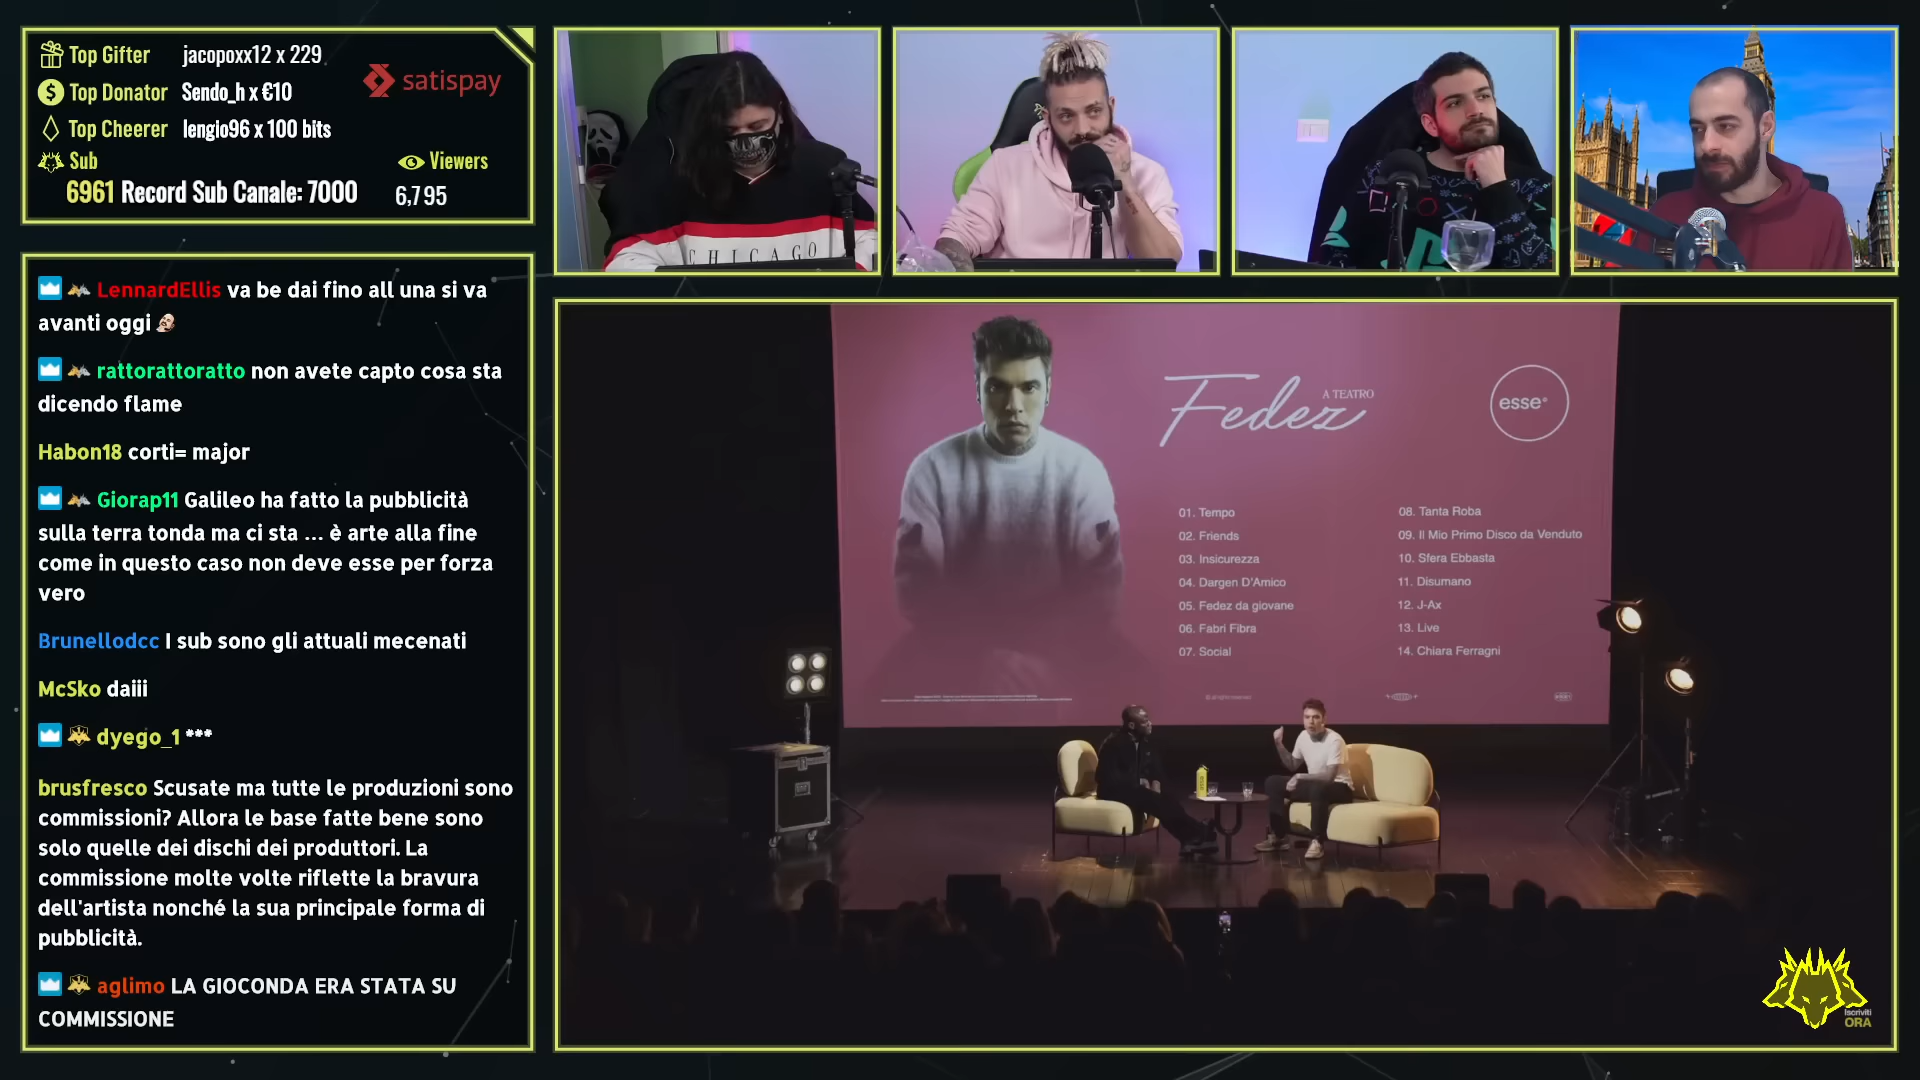 Top Gifter jacopoxx12 x 229
Top Donator Sendo_h x €10
satispay
Top Cheerer lengio96 x 100 bits
Sub
Viewers
6961 Record Sub Canale: 7000
6,795
LennardEllis va be dai fino all una si va
avanti oggi
rattorattoratto non avete capto cosa sta
dicendo flame
Habon18 corti= major
Giorap11 Galileo ha fatto la pubblicità
sulla terra tonda ma ci sta ... è arte alla fine
come in questo caso non deve esse per forza
vero
Brunellodcc I sub sono gli attuali mecenati
McSko daiii
dyego_1 ***
brusfresco Scusate ma tutte le produzioni sono
commissioni? Allora le base fatte bene sono
solo quelle dei dischi dei produttori. La
commissione molte volte riflette la bravura
dell'artista nonché la sua principale forma di
pubblicità.
aglimo LA GIOCONDA ERA STATA SU
COMMISSIONE
CHICAGO
Fedez
A TEATRO
esse°
01. Tempo
02. Friends
03. Insicurezza
04. Dargen D'Amico
05. Fedez da giovane
06. Fabri Fibra
07. Social
08. Tanta Roba
09. Il Mio Primo Disco da Venduto
10. Sfera Ebbasta
11. Disumano
12. J-Ax
13. Live
14. Chiara Ferragni
Iscriviti
ORA